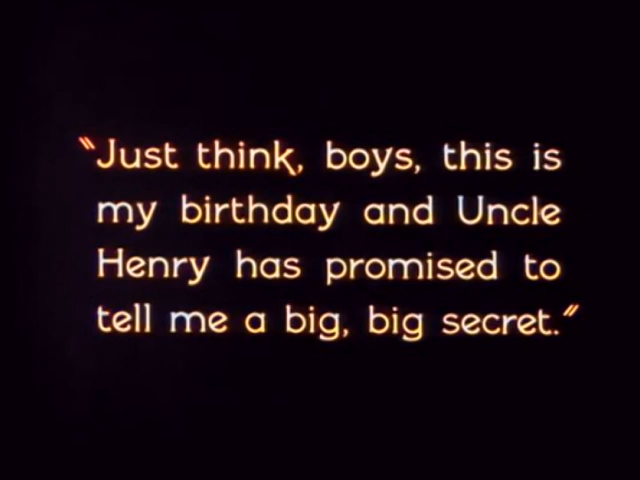 "Just think, boys, this is
my birthday and Uncle
Henry has promised to
tell me a big, big secret."